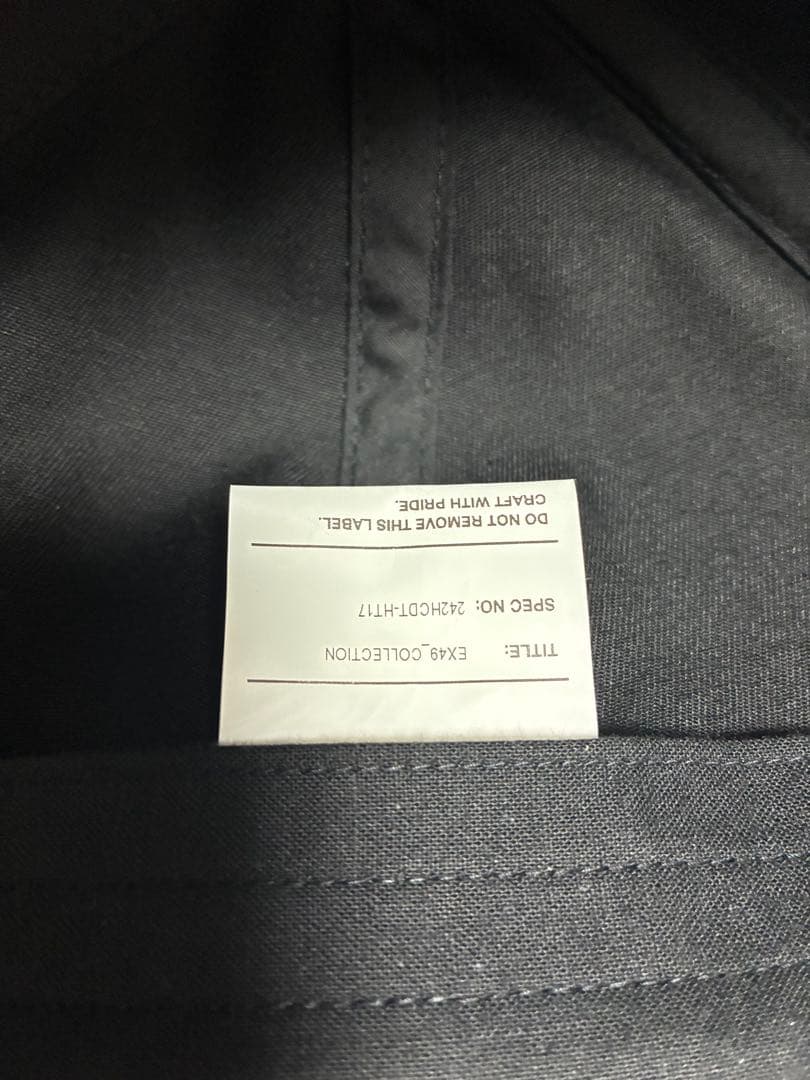 TITLE: EX49_COLLECTION
SPEC NO: 242HCDT-HT17
DO NOT REMOVE THIS LABEL.
CRAFT WITH PRIDE.